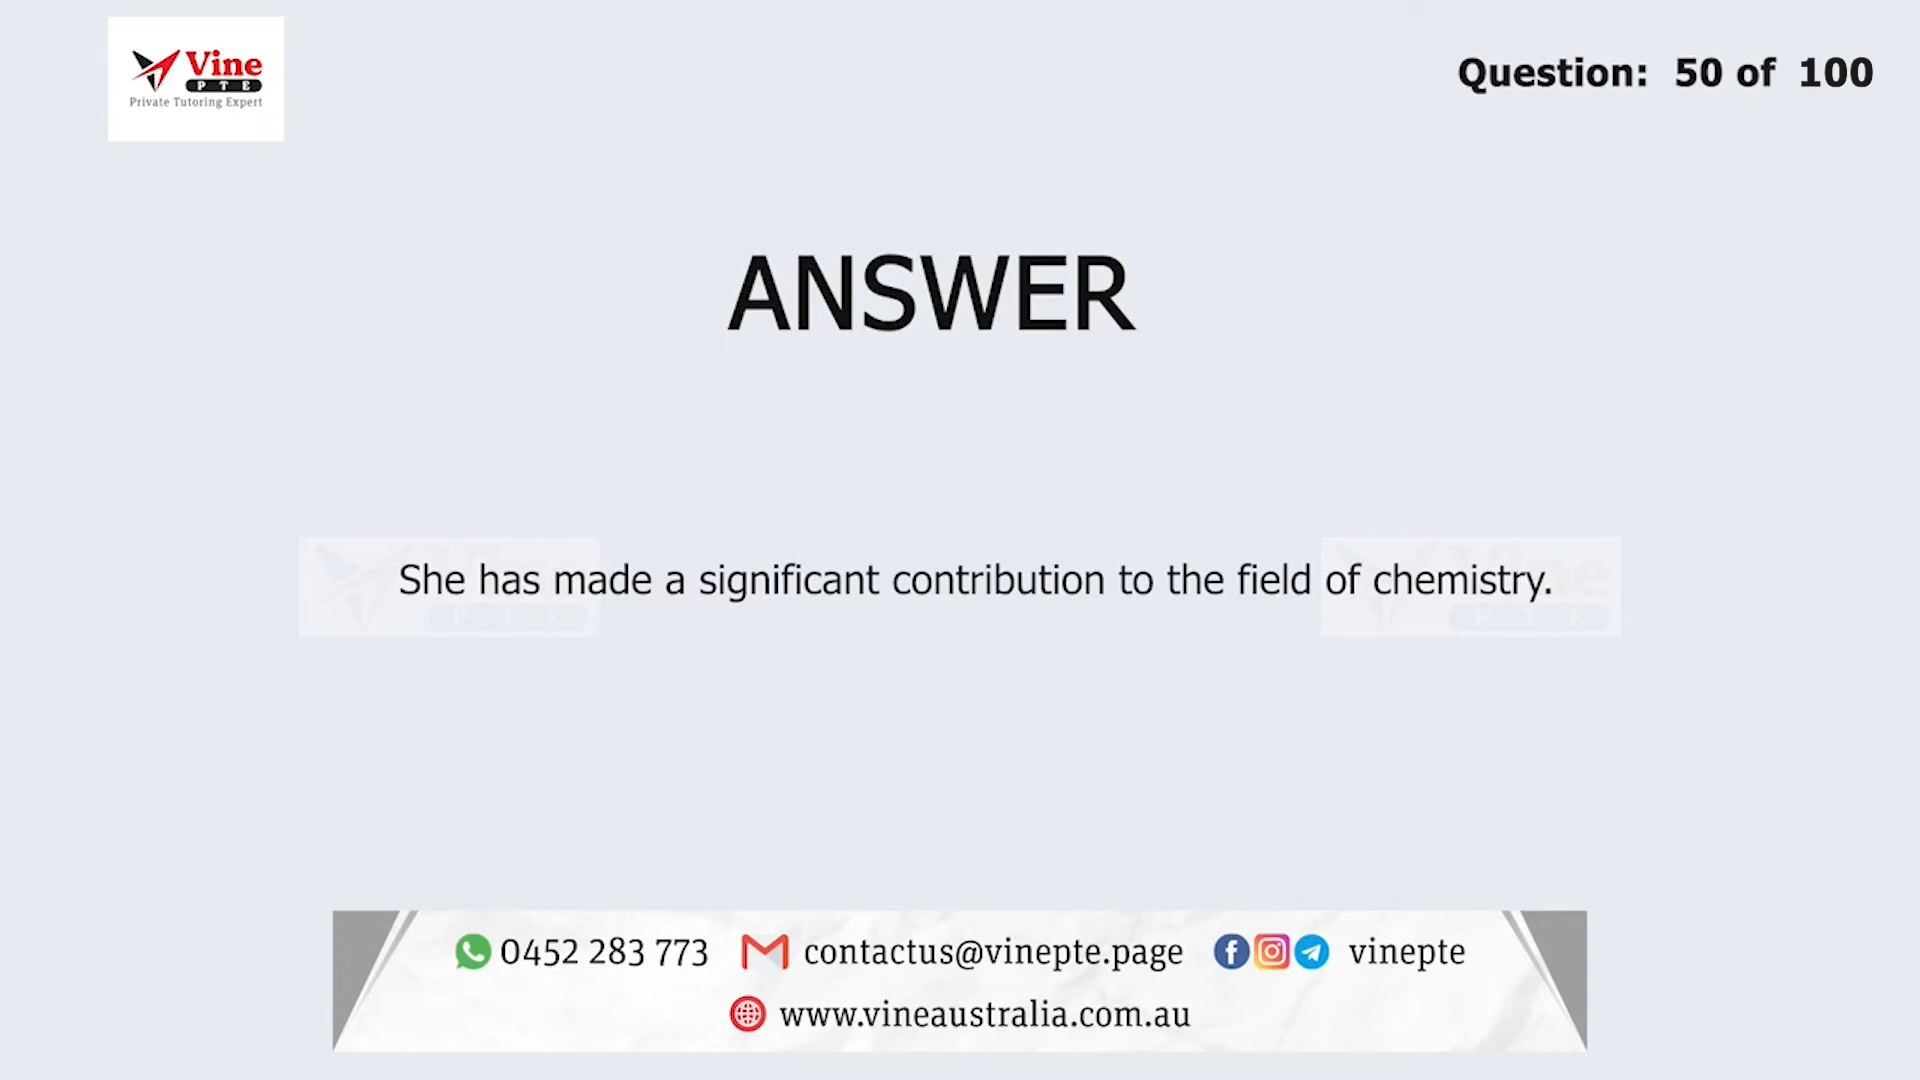 Vine
PTE
Private Tutoring Expert
Question: 50 of 100
ANSWER
She has made a significant contribution to the field of chemistry.
0452 283 773 contactus@vinepte.page vinepte
www.vineaustralia.com.au